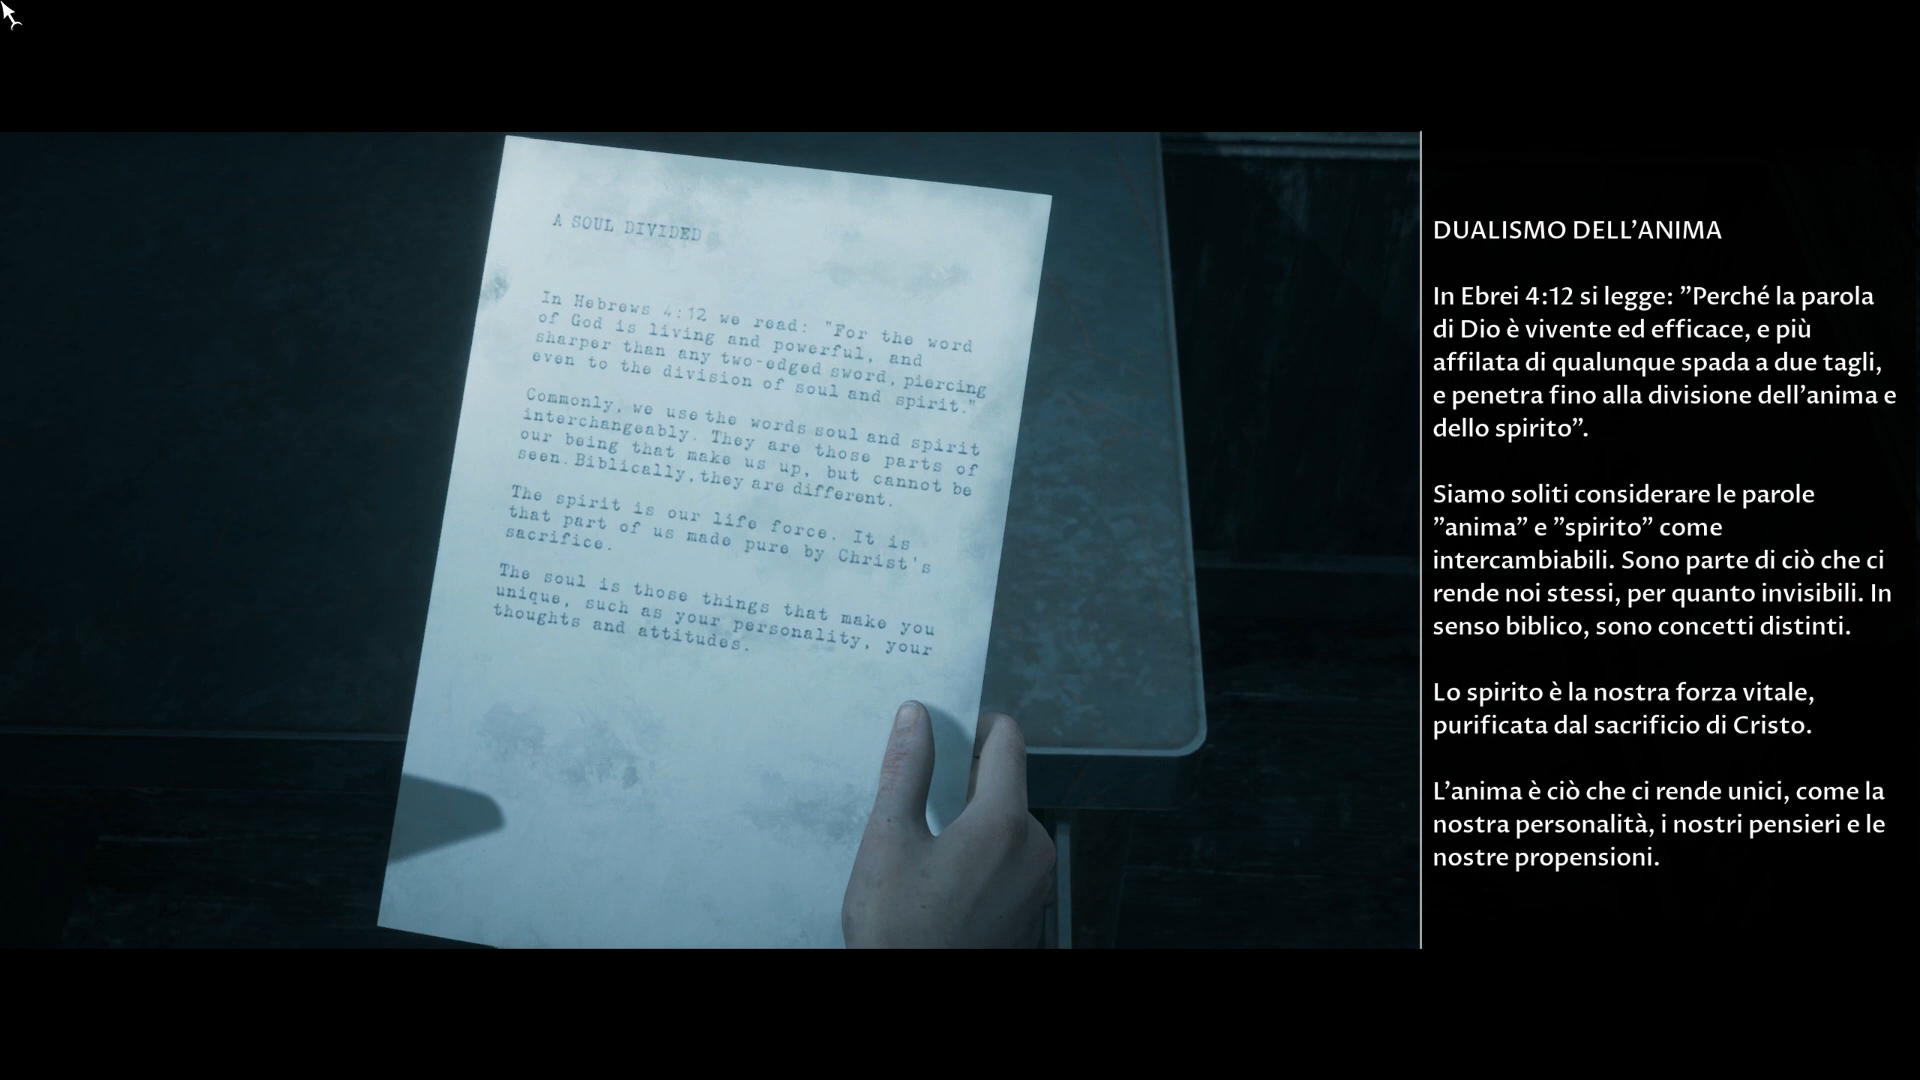 A SOUL DIVIDED
In Hebrews 4:12 we read: "For the word
of God is living and powerful, and
sharper than any two-edged sword, piercing
even to the division of soul and spirit."
Commonly, we use the words soul and spirit
interchangeably. They are those parts of
our being that make us up, but cannot be
seen. Biblically, they are different.
The spirit is our life force. It is
that part of us made pure by Christ's
sacrifice.
The soul is those things that make you
unique, such as your personality, your
thoughts and attitudes.
DUALISMO DELL'ANIMA
In Ebrei 4:12 si legge: "Perché la parola
di Dio è vivente ed efficace, e più
affilata di qualunque spada a due tagli,
e penetra fino alla divisione dell'anima e
dello spirito".
Siamo soliti considerare le parole
"anima" e "spirito" come
intercambiabili. Sono parte di ciò che ci
rende noi stessi, per quanto invisibili. In
senso biblico, sono concetti distinti.
Lo spirito è la nostra forza vitale,
purificata dal sacrificio di Cristo.
L'anima è ciò che ci rende unici, come la
nostra personalità, i nostri pensieri e le
nostre propensioni.